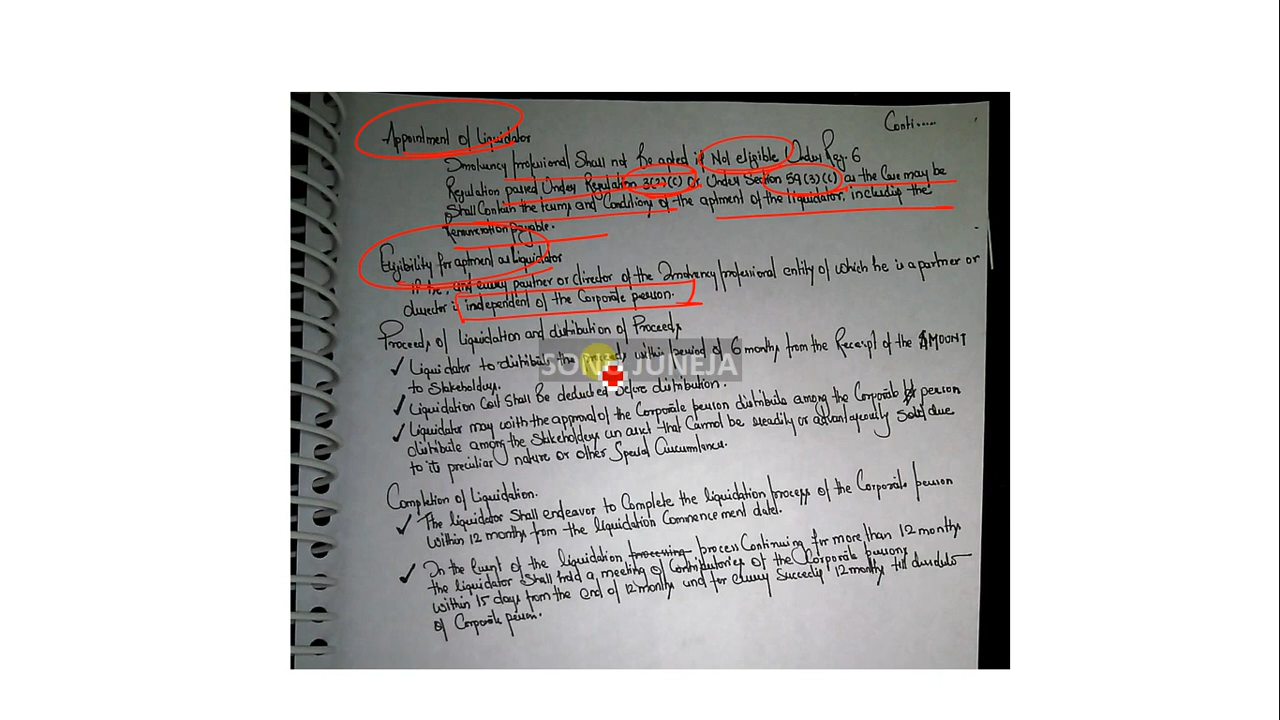 Conti.....
Appointment of Liquidator
Insolvency professional shall not be apted if Not eligible Under Reg. 6
Regulation passed Under Regulation 3(2)(c) Or Under Section 59(3)(c) as the Case may be
Shall Contain the terms and Conditions of the aptment of the liquidator, including the
remuneration payable.
Eligibility for aptment as Liquidator
If he, and every partner or director of the Insolvency professional entity of which he is a partner or
director is independent of the Corporate person.
Proceeds of Liquidation and distribution of Proceeds
✓ Liquidator to distribute the proceeds within period of 6 months from the Receipt of the AMOUNT
to Stakeholders.
SONU JUNEJA
✓ Liquidation Cost shall be deducted before distribution.
✓ Liquidator may with the approval of the Corporate person distribute among the Corporate person
distribute among the Stakeholders an asset that Cannot be readily or advantageously Sold due
to its preculiar nature or other Special Circumstance.
Completion of Liquidation.
✓ The liquidator shall endeavor to Complete the liquidation process of the Corporate person
within 12 months from the liquidation Commencement date.
✓ In the Event of the liquidation processing process Continuing for more than 12 months
the liquidator shall hold a meeting of Contributories of the Corporate persons
within 15 days from the end of 12 months and for every Succedig 12 months till
of Corporate person.